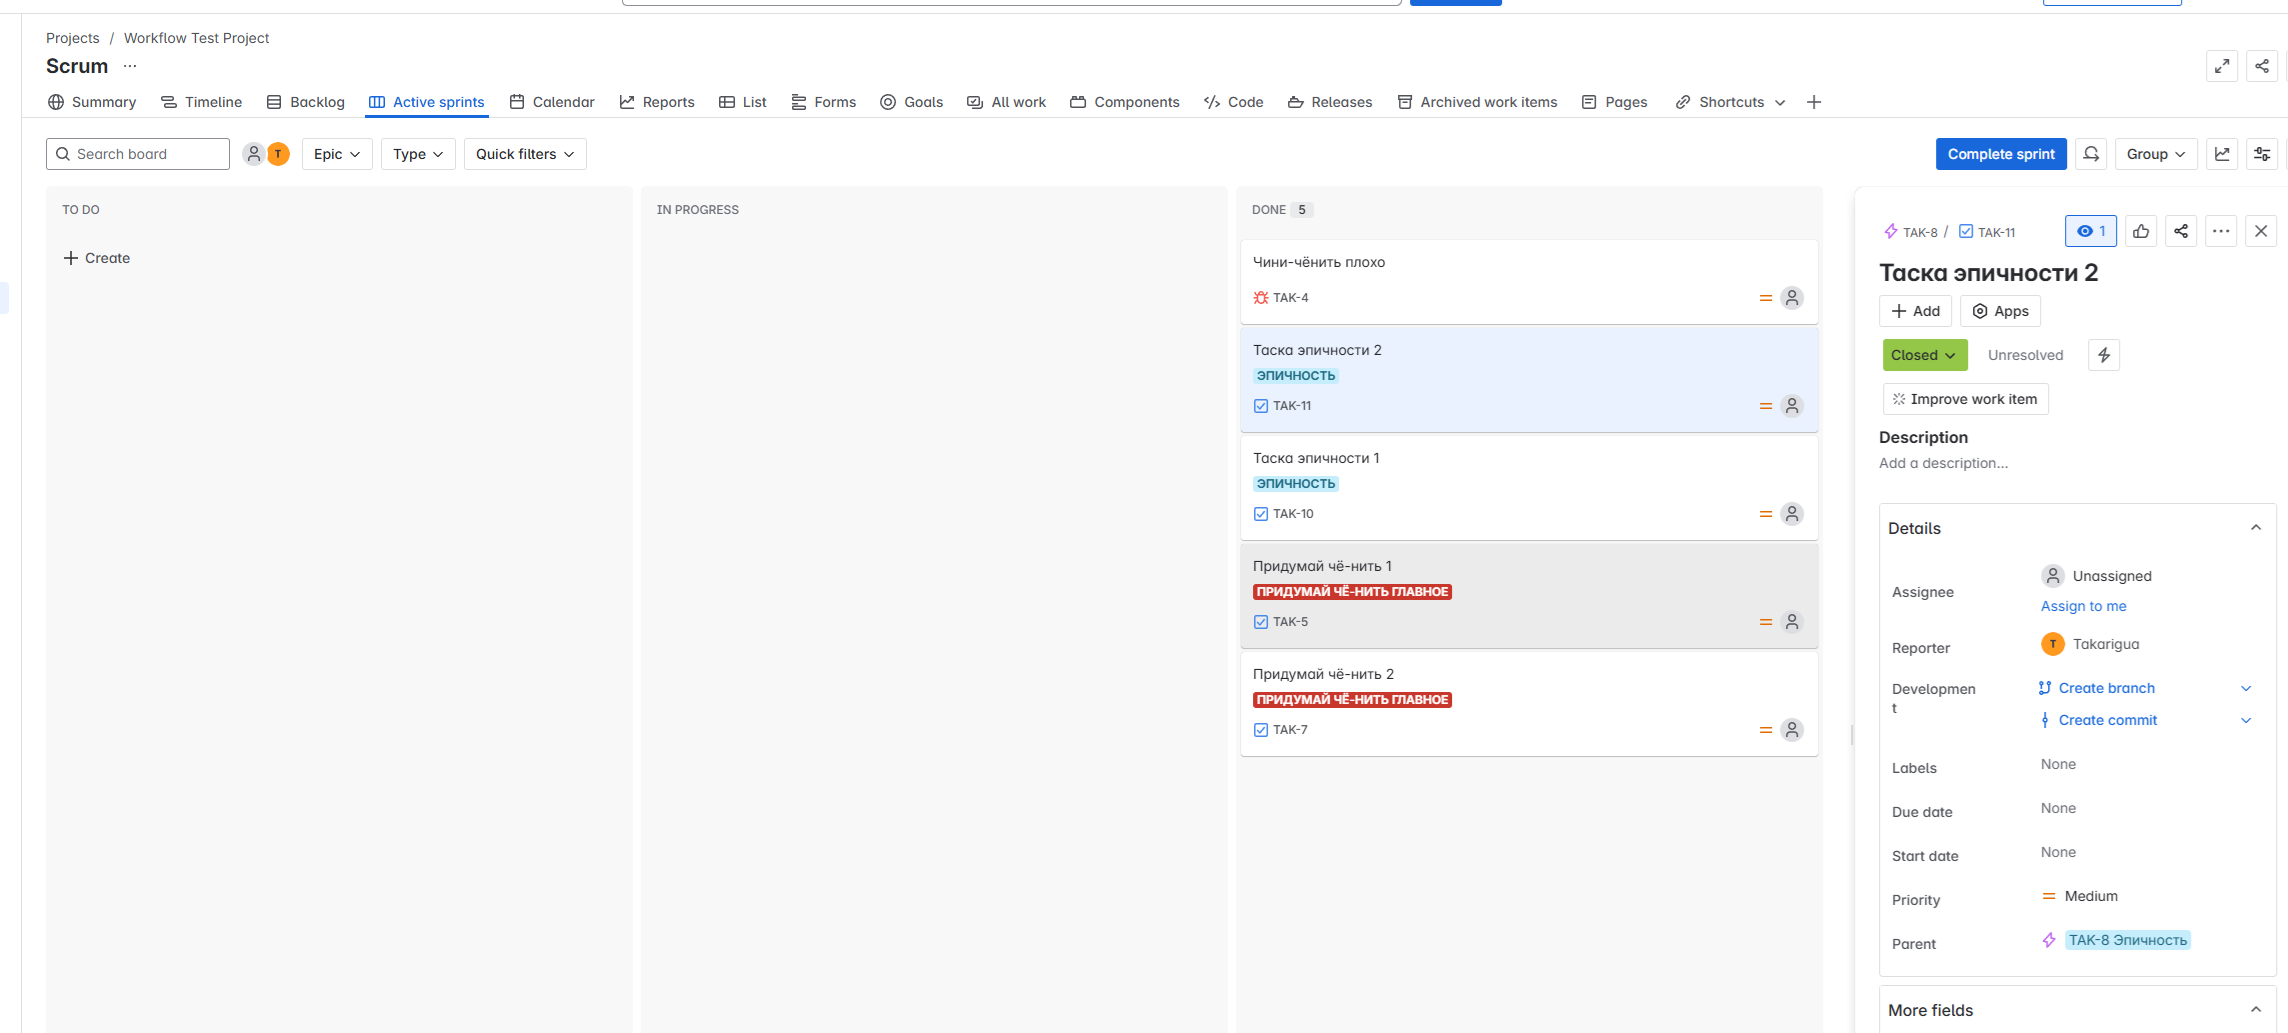 Projects / Workflow Test Project
Scrum ...
Summary Timeline Backlog Active sprints Calendar Reports List Forms Goals All work Components Code Releases Archived work items Pages Shortcuts
Search board T Epic Type Quick filters Complete sprint Group
TO DO
Create
IN PROGRESS
DONE 5
Чини-чёнить плохо
TAK-4
Таска эпичности 2
ЭПИЧНОСТЬ
TAK-11
Таска эпичности 1
ЭПИЧНОСТЬ
TAK-10
Придумай чё-нить 1
ПРИДУМАЙ ЧЁ-НИТЬ ГЛАВНОЕ
TAK-5
Придумай чё-нить 2
ПРИДУМАЙ ЧЁ-НИТЬ ГЛАВНОЕ
TAK-7
TAK-8 / TAK-11 1
Таска эпичности 2
Add Apps
Closed Unresolved
Improve work item
Description
Add a description...
Details
Assignee Unassigned
Assign to me
Reporter T Takarigua
Developmen Create branch
t Create commit
Labels None
Due date None
Start date None
Priority Medium
Parent TAK-8 Эпичность
More fields